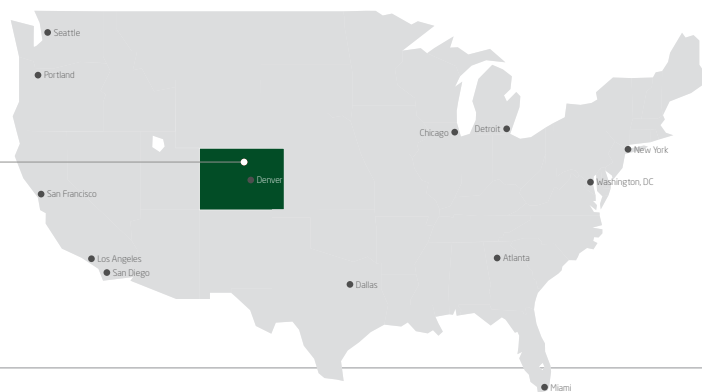 Seattle
Portland
Chicago
Detroit
New York
Denver
Washington, DC
San Francisco
Los Angeles
Atlanta
San Diego
Dallas
Miami